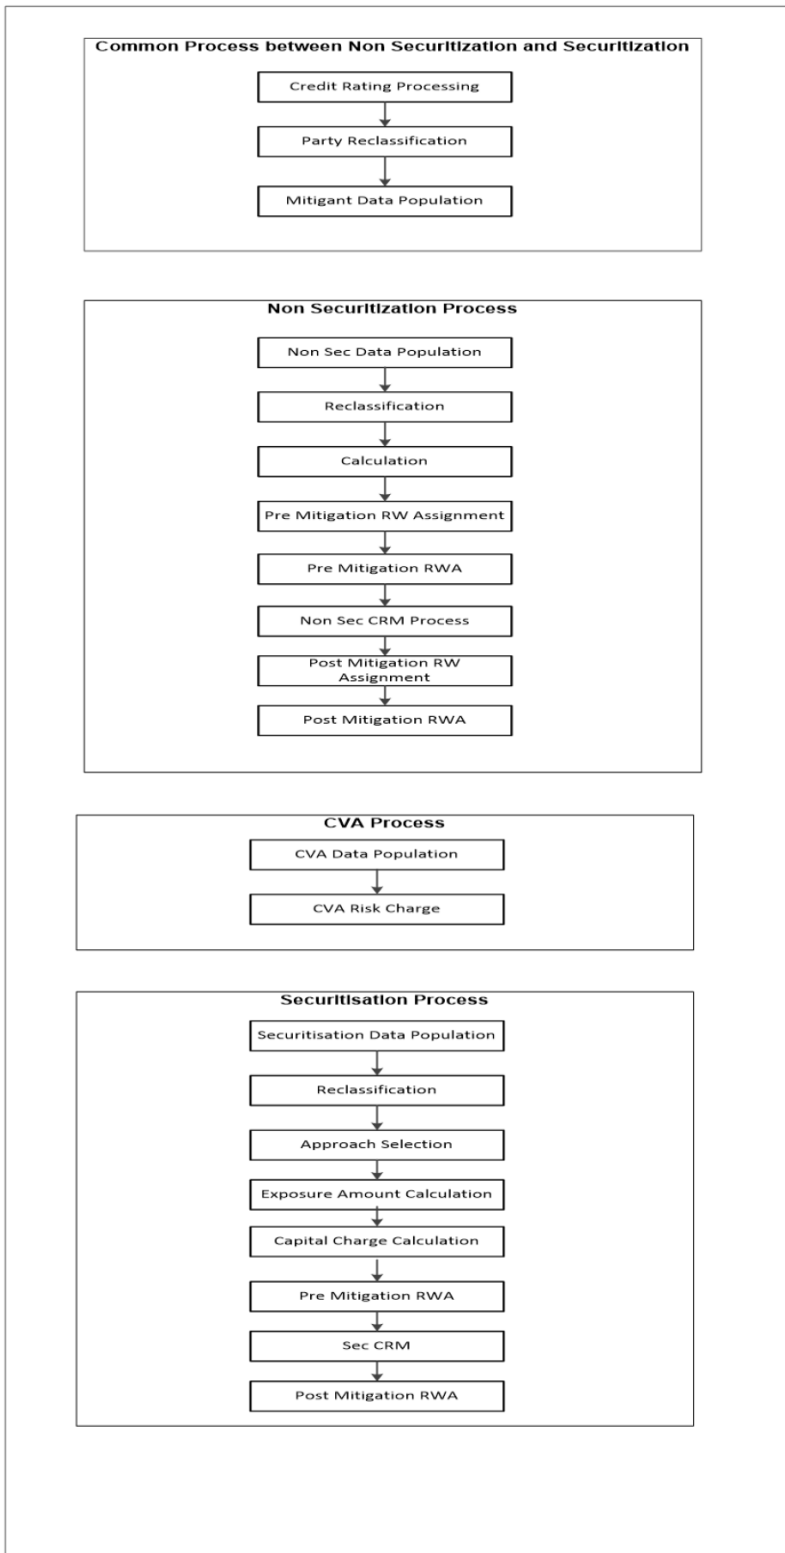 Common Process between Non Securitization and Securitization
Credit Rating Processing
Party Reclassification
Mitigant Data Population
Non Securitization Process
Non Sec Data Population
Reclassification
Calculation
Pre Mitigation RW Assignment
Pre Mitigation RWA
Non Sec CRM Process
Post Mitigation RW
Assignment
Post Mitigation RWA
CVA Process
CVA Data Population
CVA Risk Charge
Securitisation Process
Securitisation Data Population
Reclassification
Approach Selection
Exposure Amount Calculation
Capital Charge Calculation
Pre Mitigation RWA
Sec CRM
Post Mitigation RWA